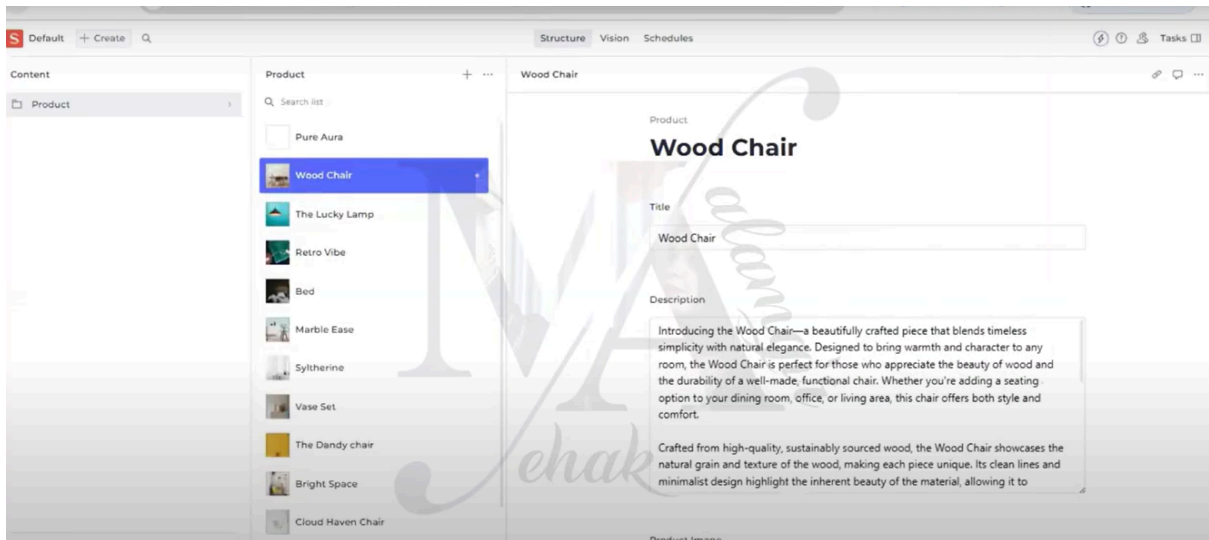 S Default + Create
Structure Vision Schedules
Tasks
Content
Product
Product
Search list
Pure Aura
Wood Chair
The Lucky Lamp
Retro Vibe
Bed
Marble Ease
Syltherine
Vase Set
The Dandy chair
Bright Space
Cloud Haven Chair
Wood Chair
Product
Wood Chair
Title
Wood Chair
Description
Introducing the Wood Chair—a beautifully crafted piece that blends timeless
simplicity with natural elegance. Designed to bring warmth and character to any
room, the Wood Chair is perfect for those who appreciate the beauty of wood and
the durability of a well-made, functional chair. Whether you're adding a seating
option to your dining room, office, or living area, this chair offers both style and
comfort.
Crafted from high-quality, sustainably sourced wood, the Wood Chair showcases the
natural grain and texture of the wood, making each piece unique. Its clean lines and
minimalist design highlight the inherent beauty of the material, allowing it to
Product Image
MA